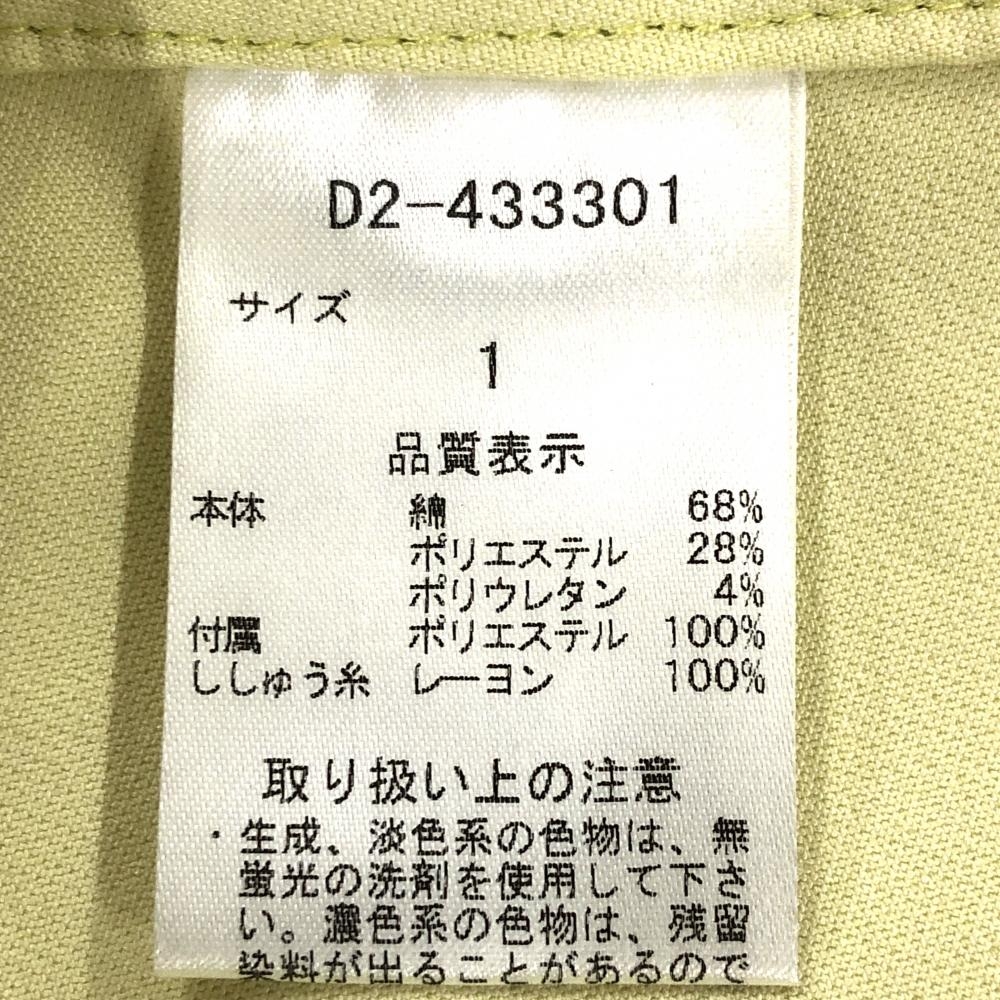 D2-433301
サイズ
1
品質表示
本体 綿 68%
ポリエステル 28%
ポリウレタン 4%
付属 ポリエステル 100%
ししゅう糸 レーヨン 100%
取り扱い上の注意
・生成、淡色系の色物は、無
蛍光の洗剤を使用して下さ
い。濃色系の色物は、残留
染料が出ることがあるので